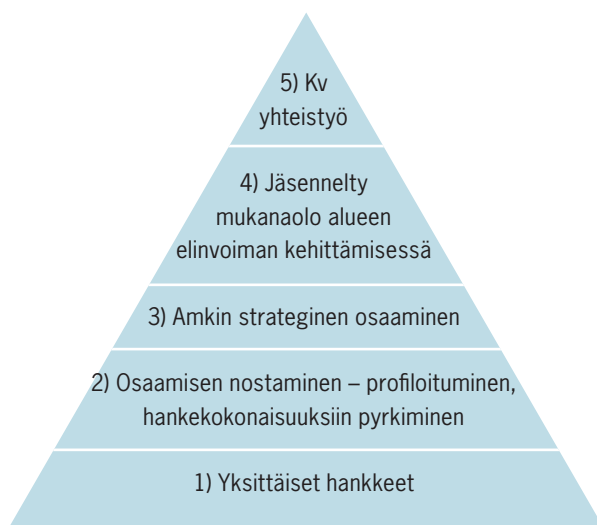 5) Kv
yhteistyö
4) Jäsennelty
mukanaolo alueen
elinvoiman kehittämisessä
3) Amkin strateginen osaaminen
2) Osaamisen nostaminen – profiloituminen,
hankekokonaisuuksiin pyrkiminen
1) Yksittäiset hankkeet